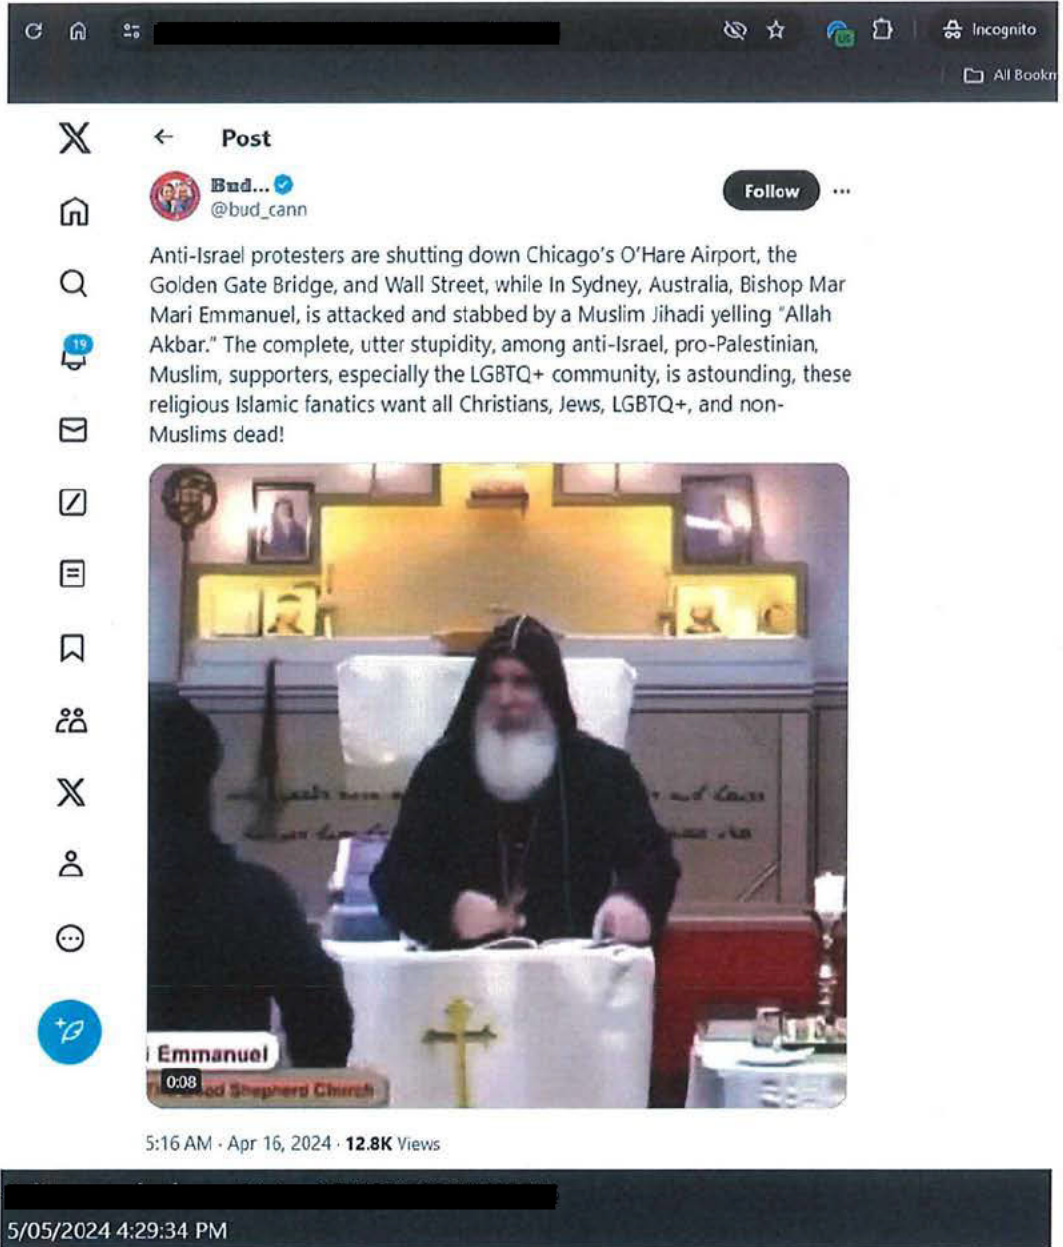 Incognito
All Bookm
Post
Bud...
@bud_cann
Follow
Anti-Israel protesters are shutting down Chicago's O'Hare Airport, the
Golden Gate Bridge, and Wall Street, while In Sydney, Australia, Bishop Mar
Mari Emmanuel, is attacked and stabbed by a Muslim Jihadi yelling "Allah
Akbar." The complete, utter stupidity, among anti-Israel, pro-Palestinian,
Muslim, supporters, especially the LGBTQ+ community, is astounding, these
religious Islamic fanatics want all Christians, Jews, LGBTQ+, and non-
Muslims dead!
19
i Emmanuel
0:08
Good Shepherd Church
5:16 AM · Apr 16, 2024 · 12.8K Views
5/05/2024 4:29:34 PM